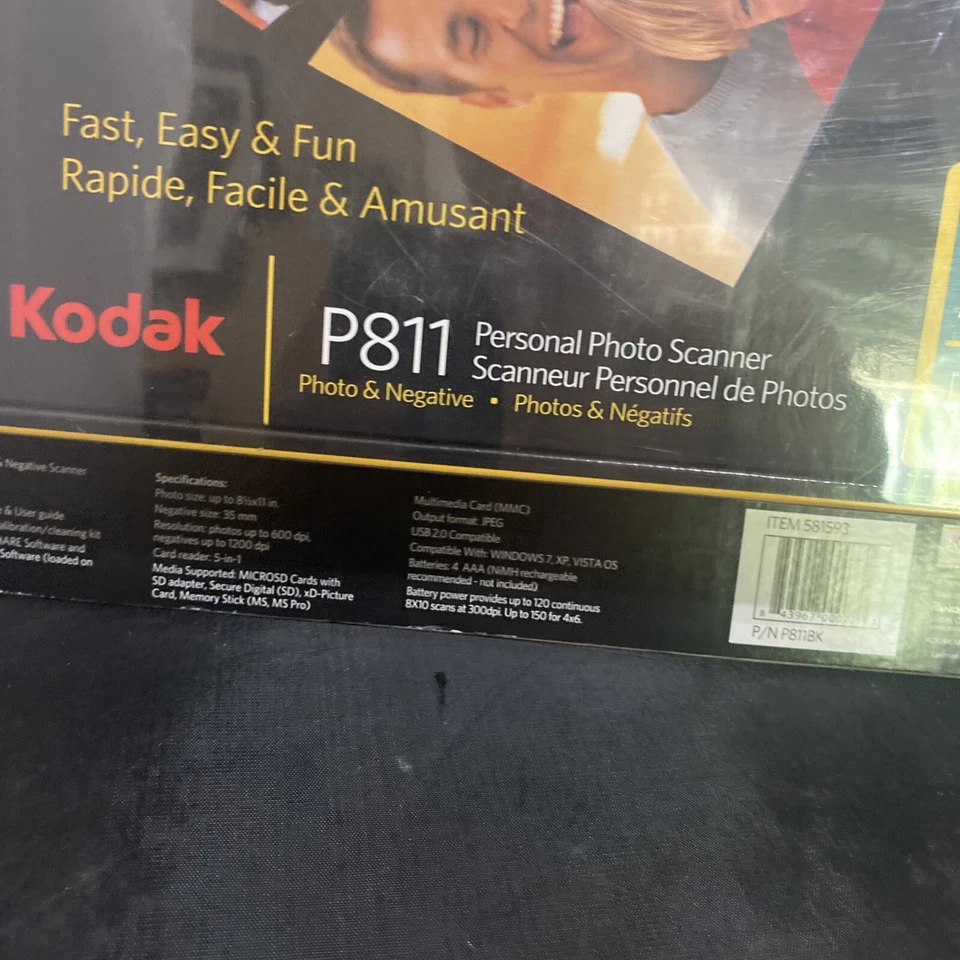 Fast, Easy & Fun
Rapide, Facile & Amusant
Kodak
P811
Personal Photo Scanner
Scanneur Personnel de Photos
Photo & Negative • Photos & Négatifs
Negative Scanner
& User guide
calibration/cleaning kit
Software and
Software (loaded on
Specifications:
Photo size: up to 8½x11 in.
Negative size: 35 mm
Resolution: photos up to 600 dpi,
negatives up to 1200 dpi
Card reader: 5-in-1
Media Supported: MICROSD Cards with
SD adapter, Secure Digital (SD), xD-Picture
Card, Memory Stick (MS, MS Pro)
Multimedia Card (MMC)
Output format: JPEG
USB 2.0 Compatible
Compatible With: WINDOWS 7, XP, VISTA OS
Batteries: 4 AAA (NiMH rechargeable
recommended - not included)
Battery power provides up to 120 continuous
8X10 scans at 300dpi. Up to 150 for 4x6.
ITEM 581593
P/N P811BK